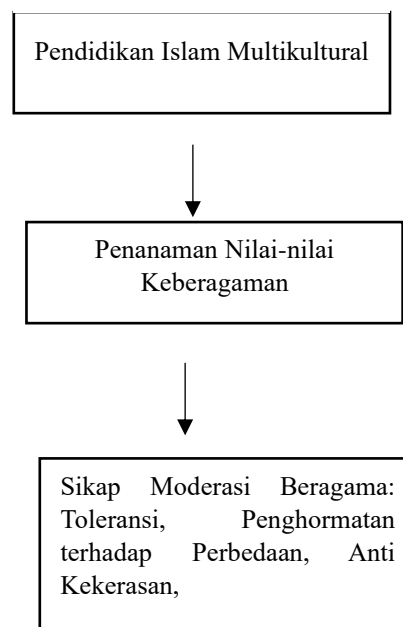 Pendidikan Islam Multikultural
Penanaman Nilai-nilai
Keberagaman
Sikap Moderasi Beragama:
Toleransi, Penghormatan
terhadap Perbedaan, Anti
Kekerasan,